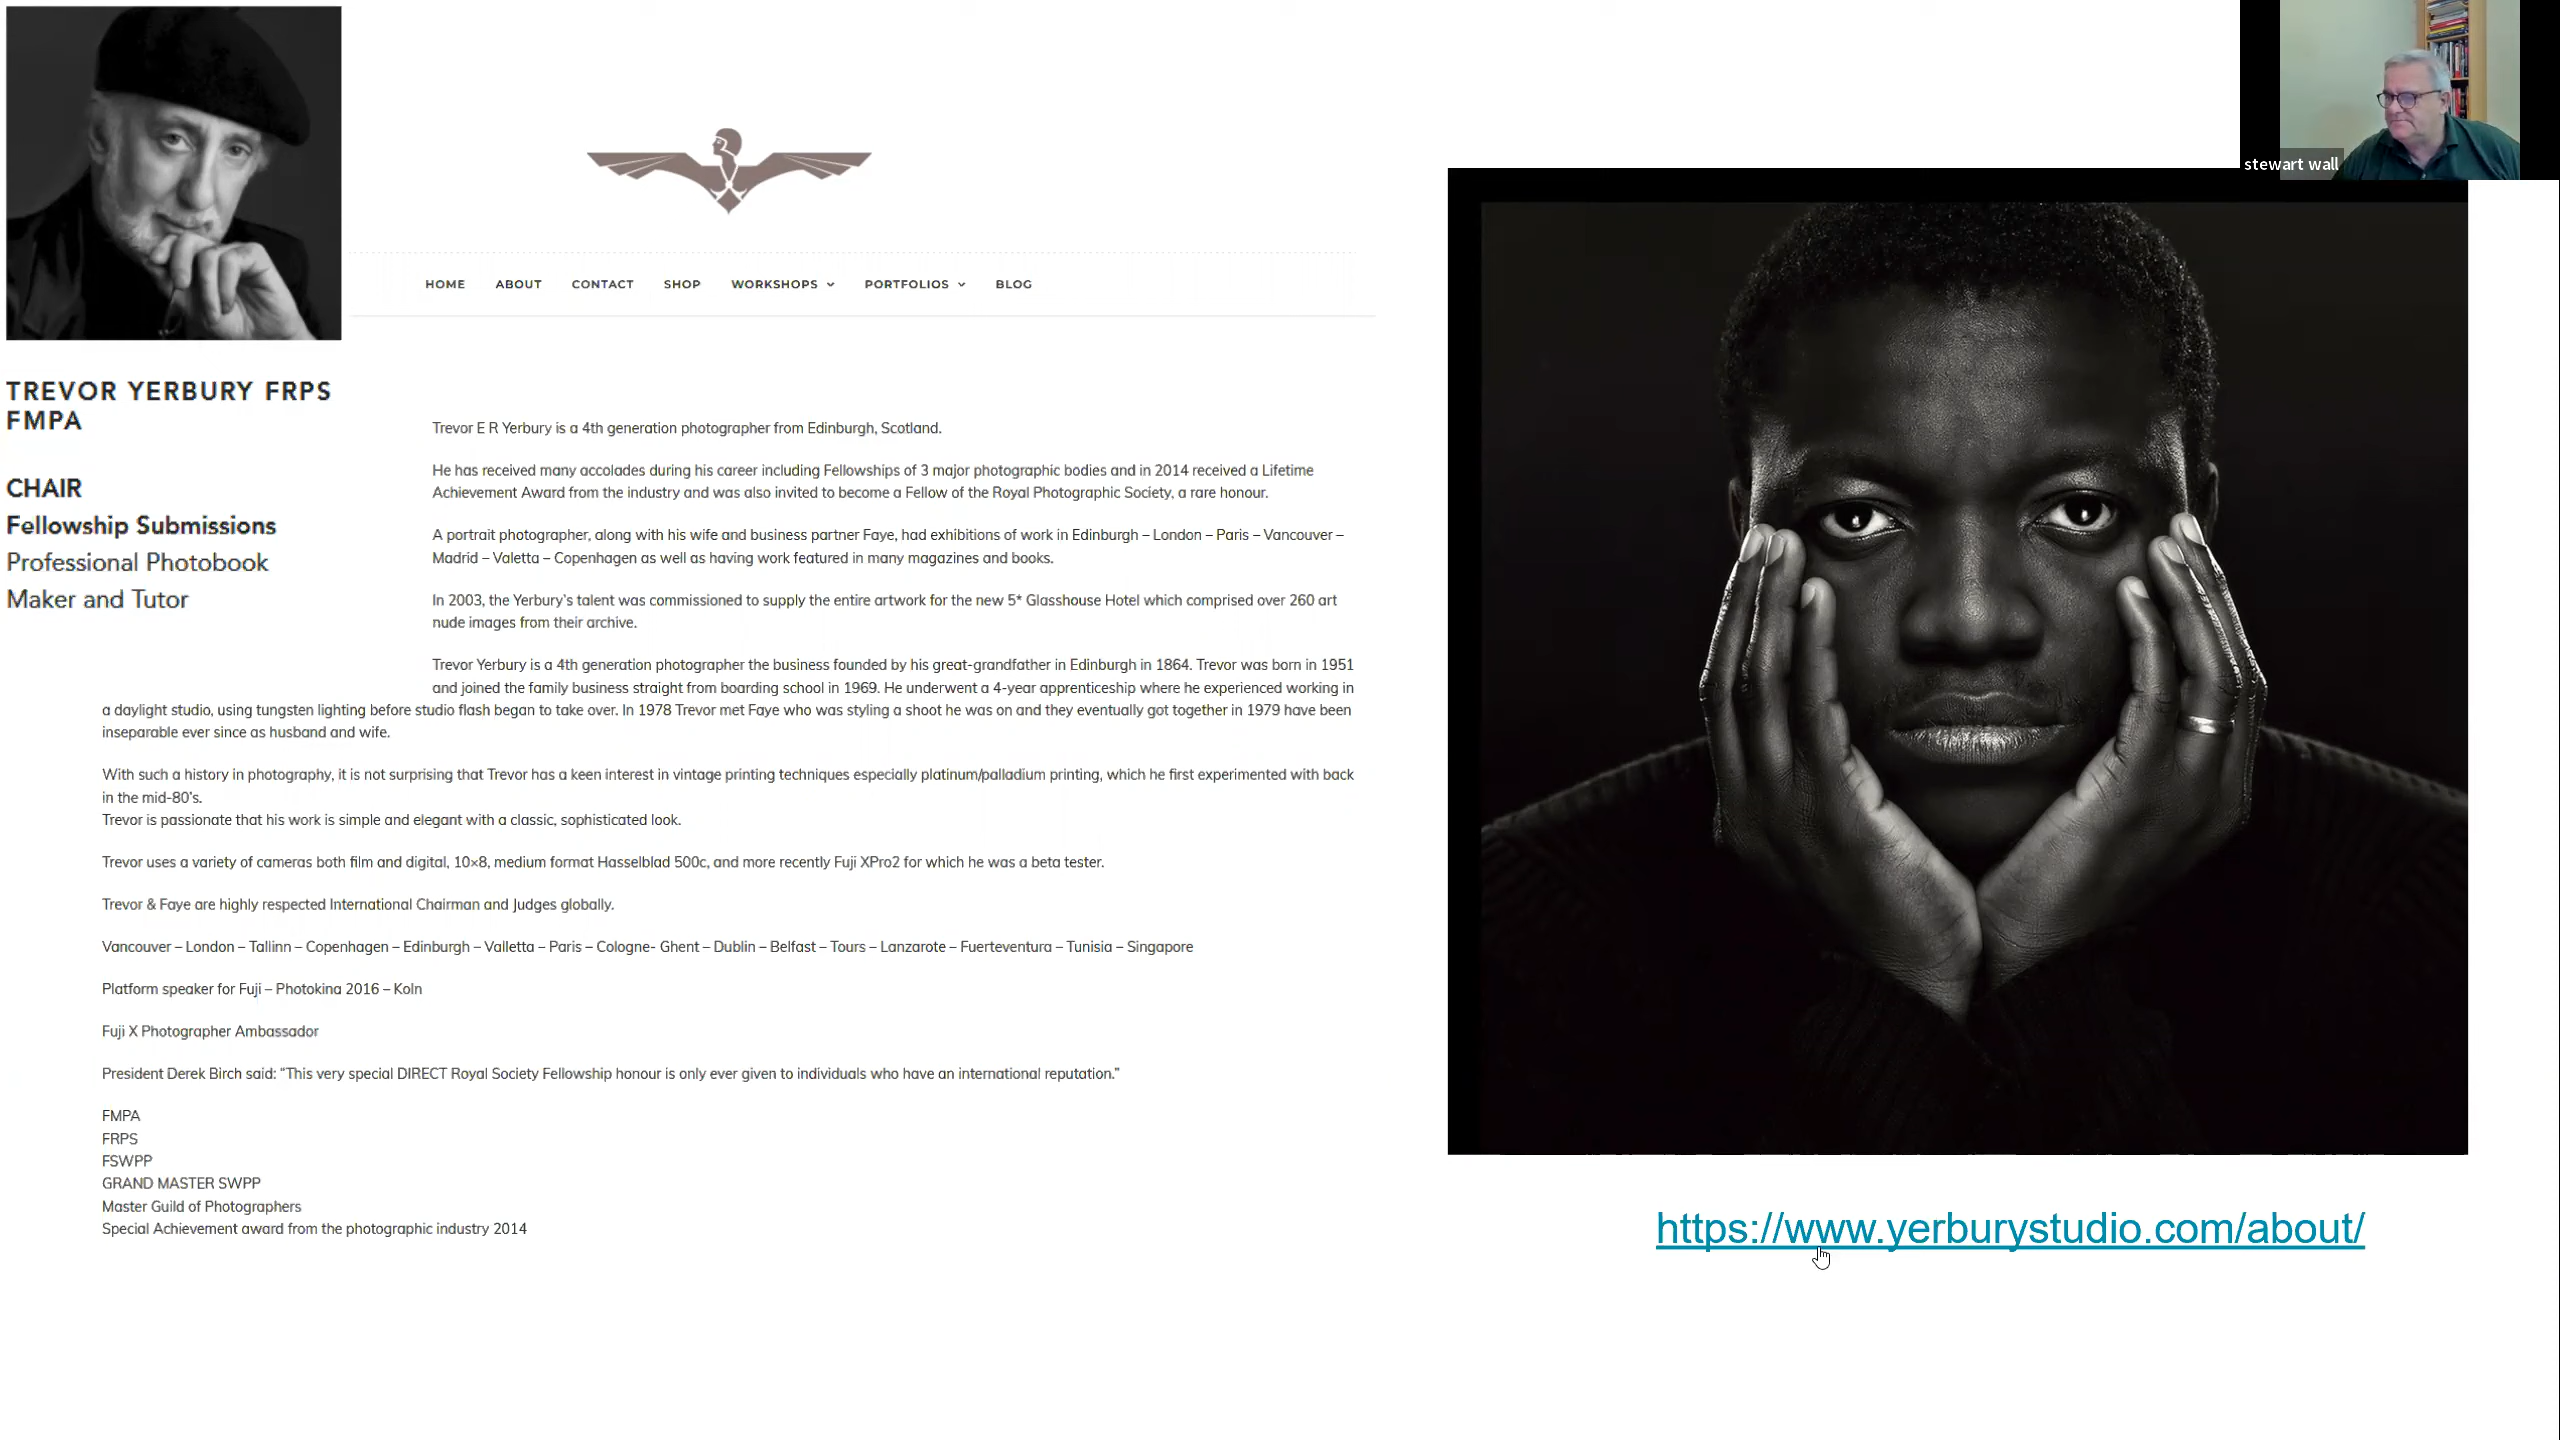 stewart wall
HOME ABOUT CONTACT SHOP WORKSHOPS PORTFOLIOS BLOG
TREVOR YERBURY FRPS
FMPA
CHAIR
Fellowship Submissions
Professional Photobook
Maker and Tutor
Trevor E R Yerbury is a 4th generation photographer from Edinburgh, Scotland.
He has received many accolades during his career including Fellowships of 3 major photographic bodies and in 2014 received a Lifetime
Achievement Award from the industry and was also invited to become a Fellow of the Royal Photographic Society, a rare honour.
A portrait photographer, along with his wife and business partner Faye, had exhibitions of work in Edinburgh – London – Paris – Vancouver –
Madrid – Valetta – Copenhagen as well as having work featured in many magazines and books.
In 2003, the Yerbury's talent was commissioned to supply the entire artwork for the new 5* Glasshouse Hotel which comprised over 260 art
nude images from their archive.
Trevor Yerbury is a 4th generation photographer the business founded by his great-grandfather in Edinburgh in 1864. Trevor was born in 1951
and joined the family business straight from boarding school in 1969. He underwent a 4-year apprenticeship where he experienced working in
a daylight studio, using tungsten lighting before studio flash began to take over. In 1978 Trevor met Faye who was styling a shoot he was on and they eventually got together in 1979 have been
inseparable ever since as husband and wife.
With such a history in photography, it is not surprising that Trevor has a keen interest in vintage printing techniques especially platinum/palladium printing, which he first experimented with back
in the mid-80's.
Trevor is passionate that his work is simple and elegant with a classic, sophisticated look.
Trevor uses a variety of cameras both film and digital, 10×8, medium format Hasselblad 500c, and more recently Fuji XPro2 for which he was a beta tester.
Trevor & Faye are highly respected International Chairman and Judges globally.
Vancouver – London – Tallinn – Copenhagen – Edinburgh – Valletta – Paris – Cologne- Ghent – Dublin – Belfast – Tours – Lanzarote – Fuerteventura – Tunisia – Singapore
Platform speaker for Fuji – Photokina 2016 – Koln
Fuji X Photographer Ambassador
President Derek Birch said: "This very special DIRECT Royal Society Fellowship honour is only ever given to individuals who have an international reputation."
FMPA
FRPS
FSWPP
GRAND MASTER SWPP
Master Guild of Photographers
Special Achievement award from the photographic industry 2014
https://www.yerburystudio.com/about/